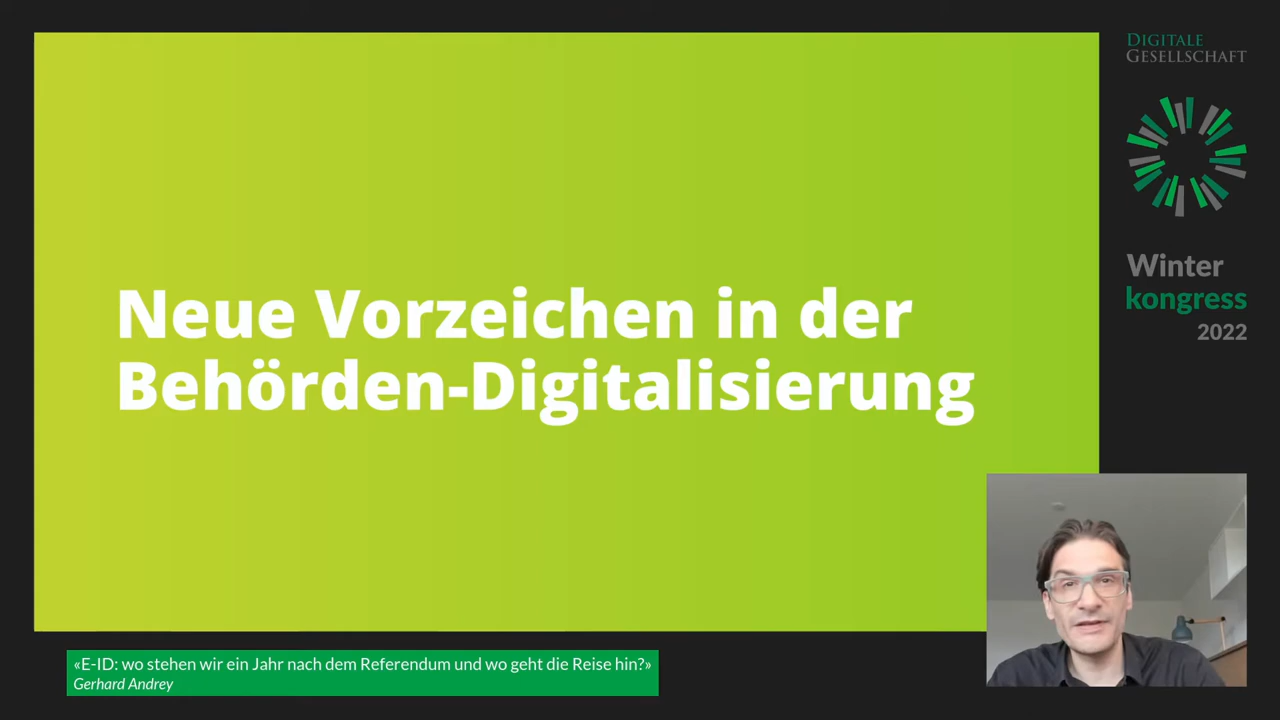 Neue Vorzeichen in der
Behörden-Digitalisierung
DIGITALE
GESELLSCHAFT
Winter
kongress
2022
«E-ID: wo stehen wir ein Jahr nach dem Referendum und wo geht die Reise hin?»
Gerhard Andrey